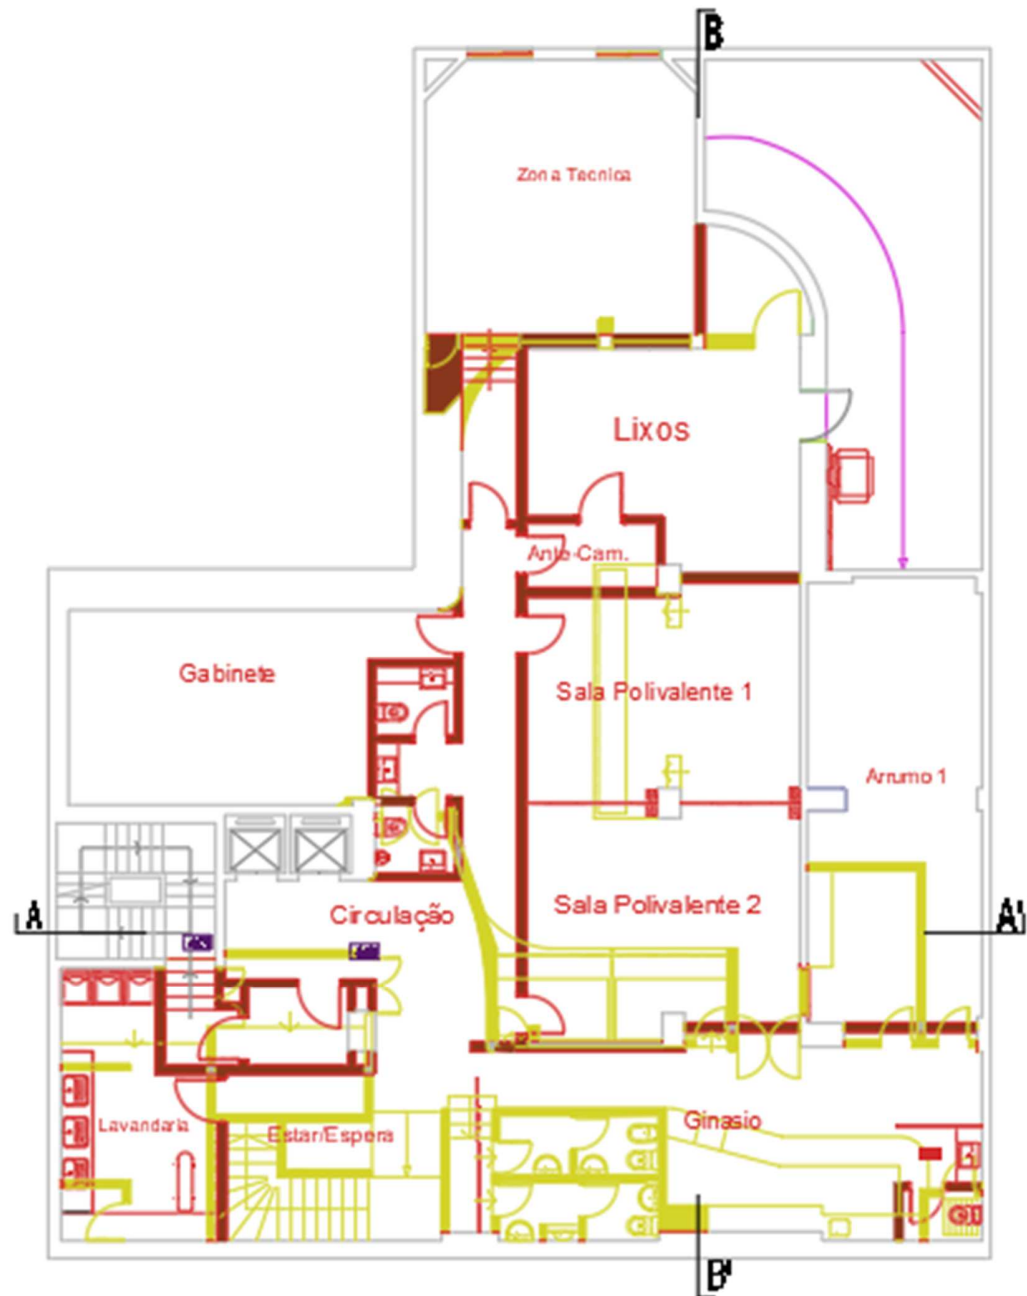 B
Zona Tecnica
Lixos
Ante-Cam.
Gabinete
Sala Polivalente 1
Arrumo 1
Sala Polivalente 2
Circulação
A
A'
Lavandaria
Estar/Espera
Ginasio
B'